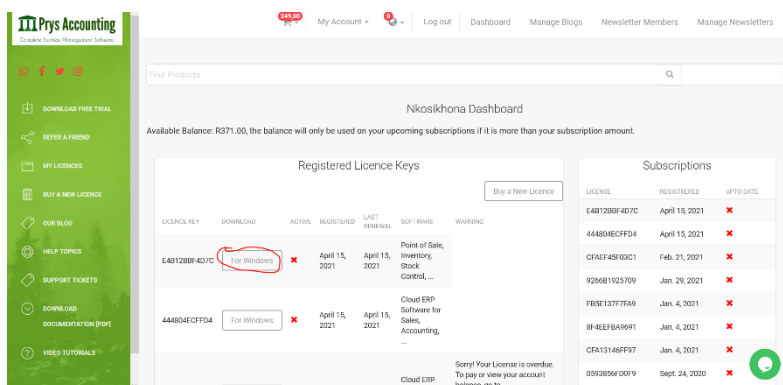 Prys Accounting
Complete Business Management Software
249,00
My Account
0
Log out
Dashboard
Manage Blogs
Newsletter Members
Manage Newsletters
DOWNLOAD FREE TRIAL
REFER A FRIEND
MY LICENCES
BUY A NEW LICENCE
OUR BLOG
HELP TOPICS
SUPPORT TICKETS
DOWNLOAD
DOCUMENTATION [PDF]
VIDEO TUTORIALS
Find Products
Nkosikhona Dashboard
Available Balance: R371.00, the balance will only be used on your upcoming subscriptions if it is more than your subscription amount.
Registered Licence Keys
Buy a New Licence
LICENCE KEY DOWNLOAD ACTIVE REGISTERED LAST RENEWAL SOFTWARE WARNING
E4B12BBF4D7C For Windows April 15, 2021 April 15, 2021 Point of Sale, Inventory, Stock Control, ...
444804ECFFD4 For Windows April 15, 2021 April 15, 2021 Cloud ERP Software for Sales, Accounting, ...
Cloud ERP
Sorry! Your License is overdue.
To pay or view your account
balance, go to
Subscriptions
LICENSE REGISTRERED UPTO DATE
E4B12BBF4D7C April 15, 2021
444804ECFFD4 April 15, 2021
CFAEF45F03C1 Feb. 21, 2021
9266B1925709 Jan. 29, 2021
FB5E137F7FA9 Jan. 4, 2021
8F4EEFBA9691 Jan. 4, 2021
CFA13146FF97 Jan. 4, 2021
0593856FD0F9 Sept. 24, 2020